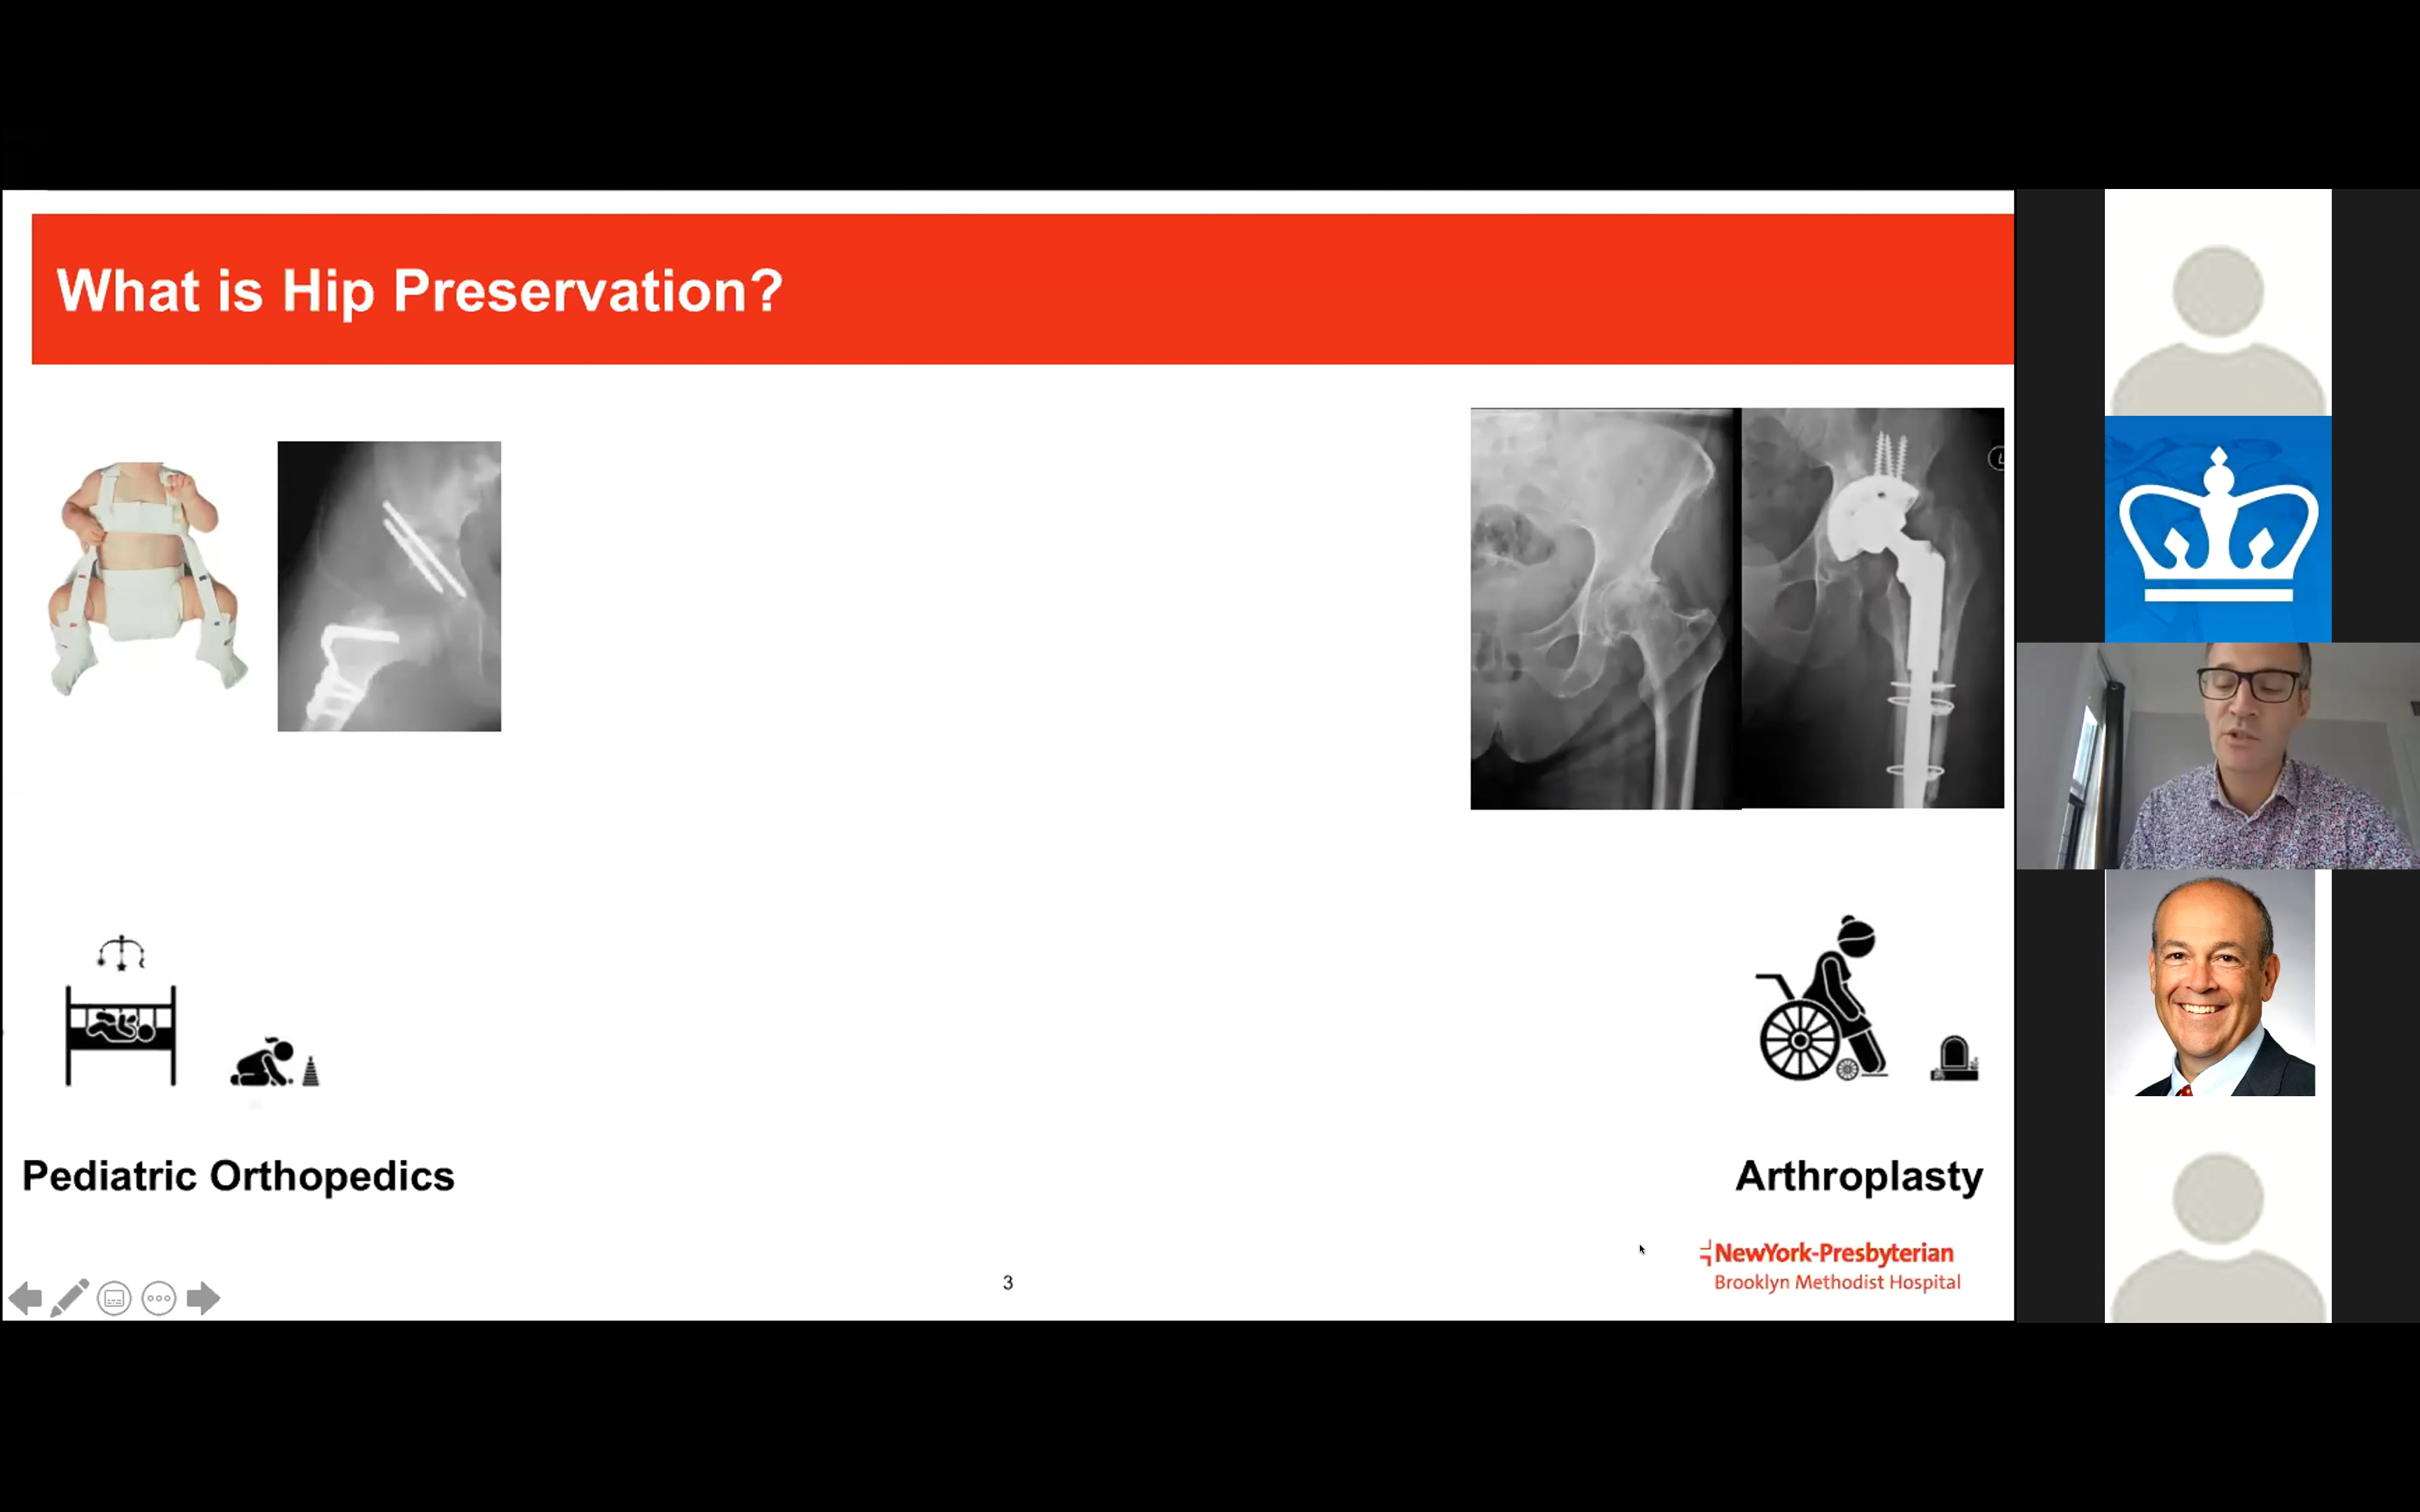 What is Hip Preservation?
Pediatric Orthopedics
Arthroplasty
NewYork-Presbyterian
Brooklyn Methodist Hospital
3